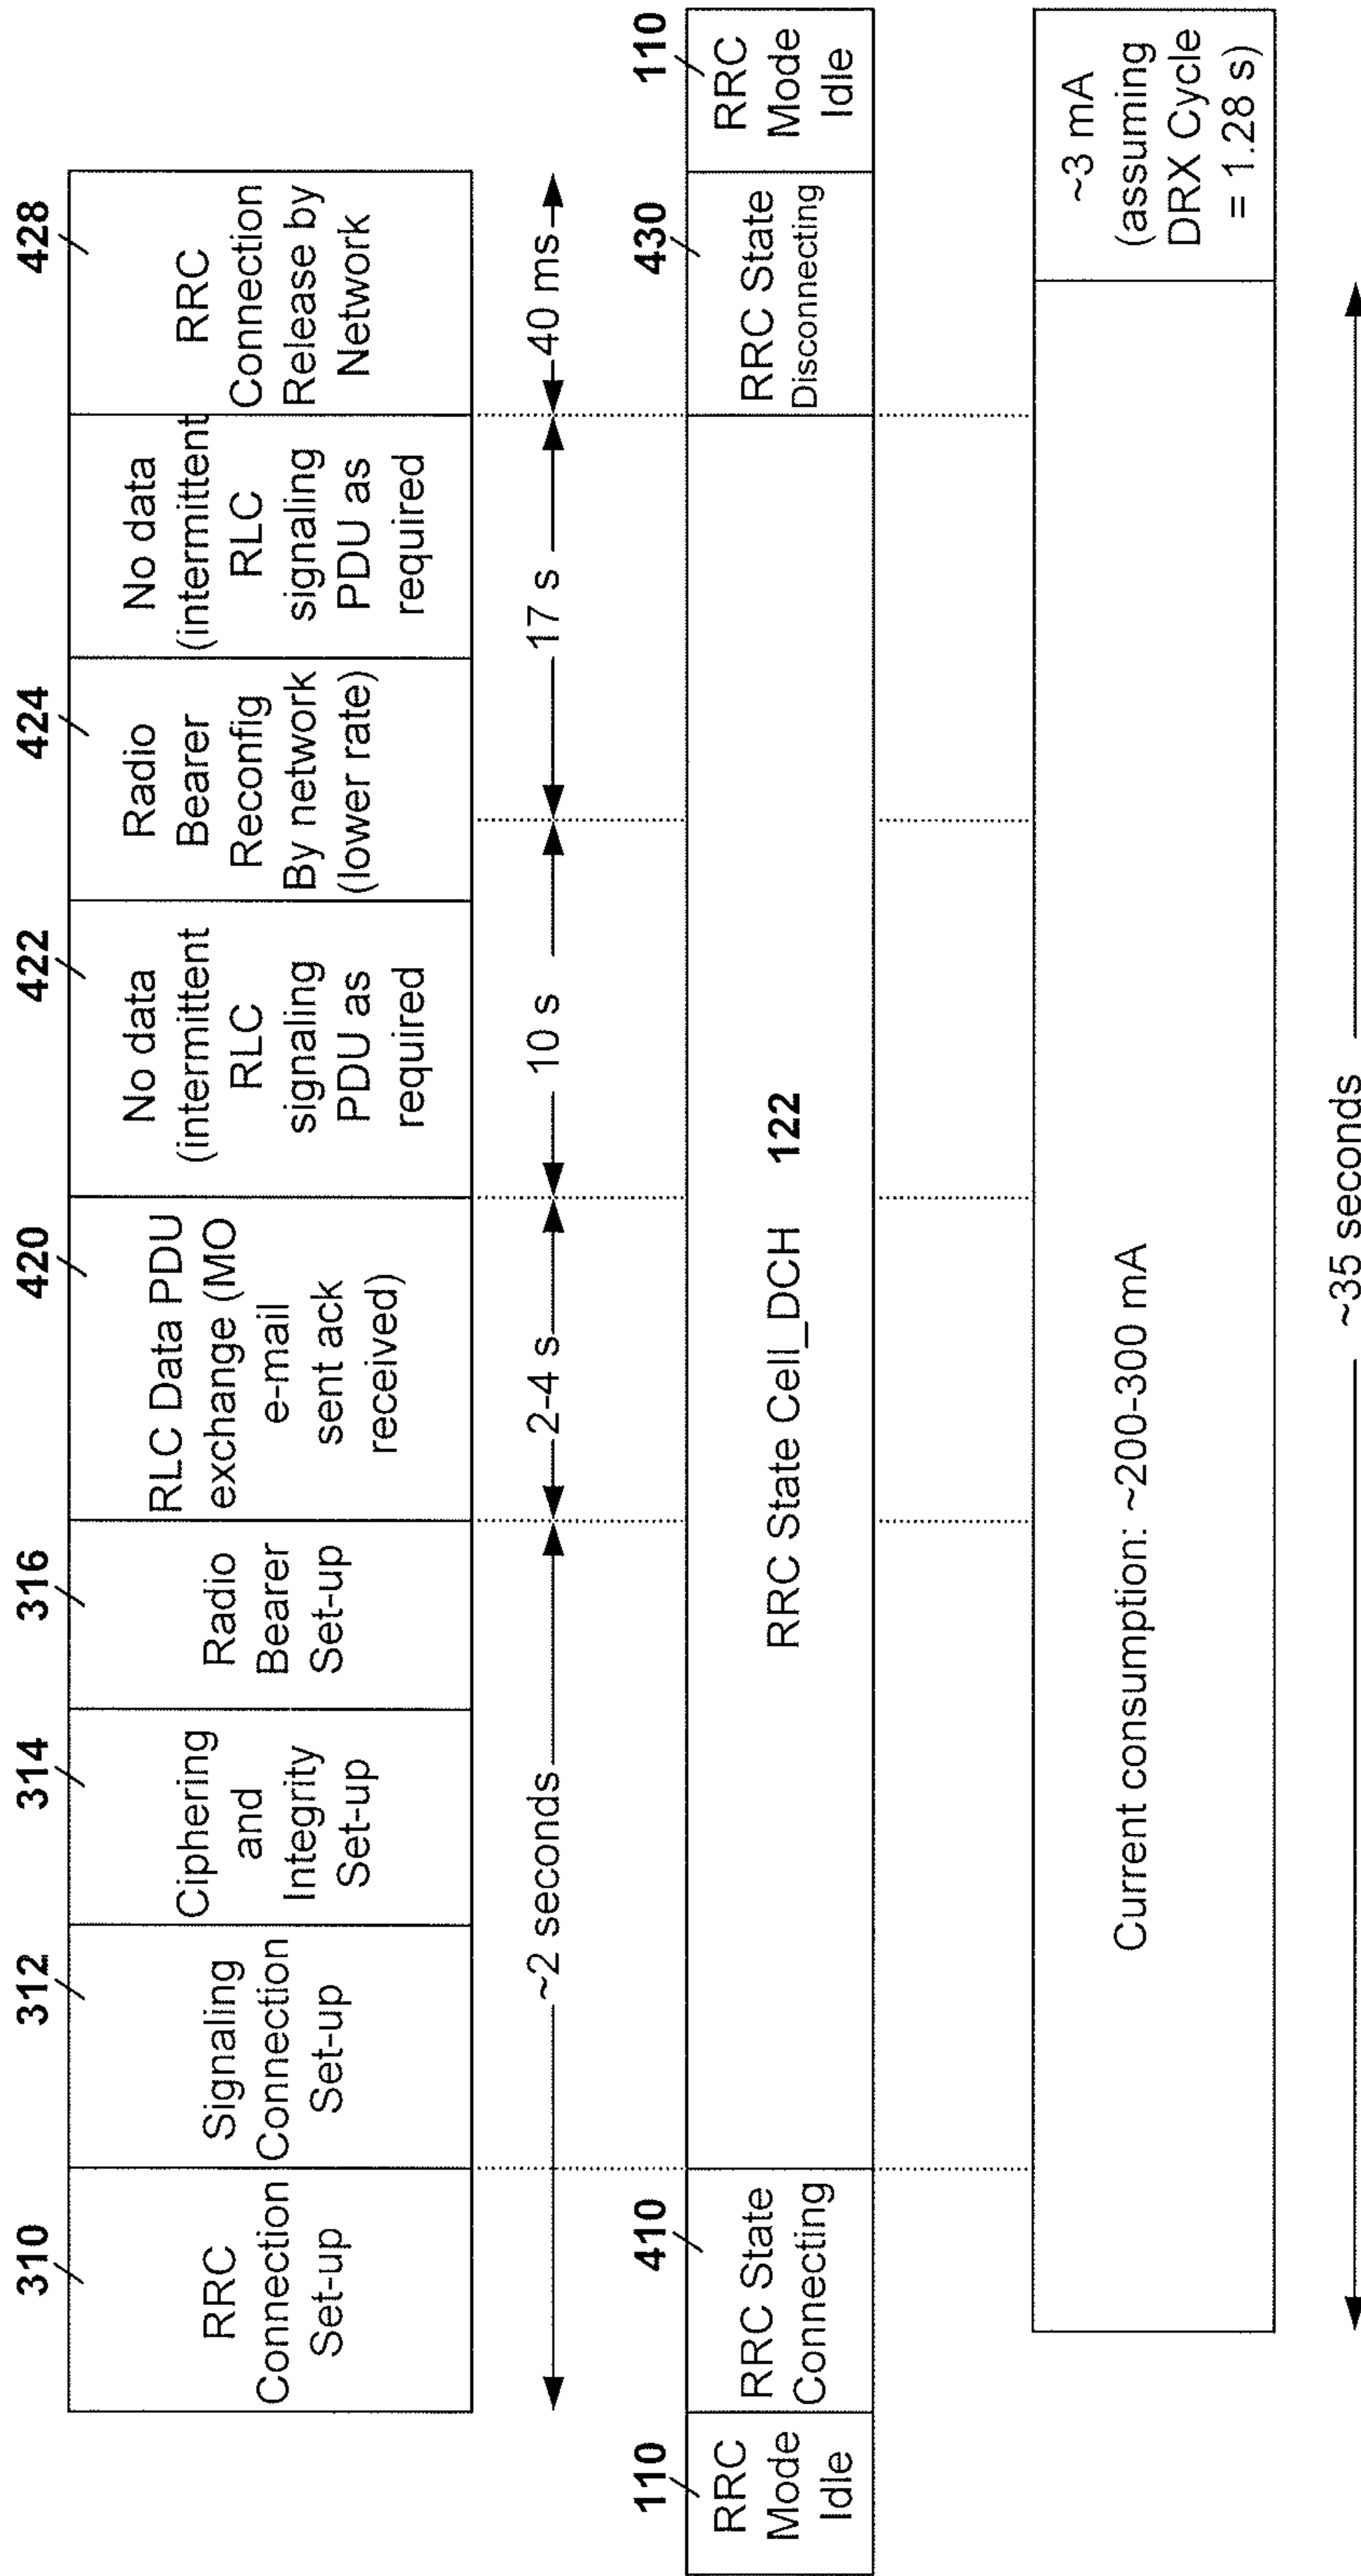 310
RRC
Connection
Set-up
312
Signaling
Connection
Set-up
314
Ciphering
and
Integrity
Set-up
316
Radio
Bearer
Set-up
420
RLC Data PDU
exchange (MO
e-mail
sent ack
received)
422
No data
(intermittent
RLC
signaling
PDU as
required
424
Radio
Bearer
Reconfig
By network
(lower rate)
No data
(intermittent
RLC
signaling
PDU as
required
428
RRC
Connection
Release by
Network
~2 seconds
2-4 s
10 s
17 s
40 ms
110
RRC
Mode
Idle
410
RRC State
Connecting
RRC State Cell_DCH 122
430
RRC State
Disconnecting
110
RRC
Mode
Idle
Current consumption: ~200-300 mA
~3 mA
(assuming
DRX Cycle
= 1.28 s)
~35 seconds